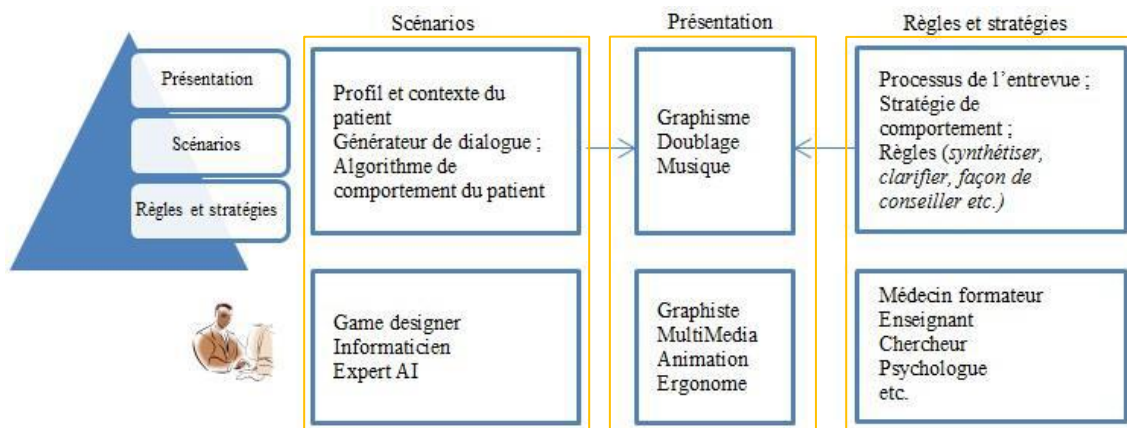 Scénarios
Présentation
Règles et stratégies
Présentation
Scénarios
Règles et stratégies
Profil et contexte du
patient
Générateur de dialogue ;
Algorithme de
comportement du patient
Graphisme
Doublage
Musique
Processus de l’entrevue ;
Stratégie de
comportement ;
Règles (synthétiser,
clarifier, façon de
conseiller etc.)
Game designer
Informaticien
Expert AI
Graphiste
MultiMedia
Animation
Ergonome
Médecin formateur
Enseignant
Chercheur
Psychologue
etc.